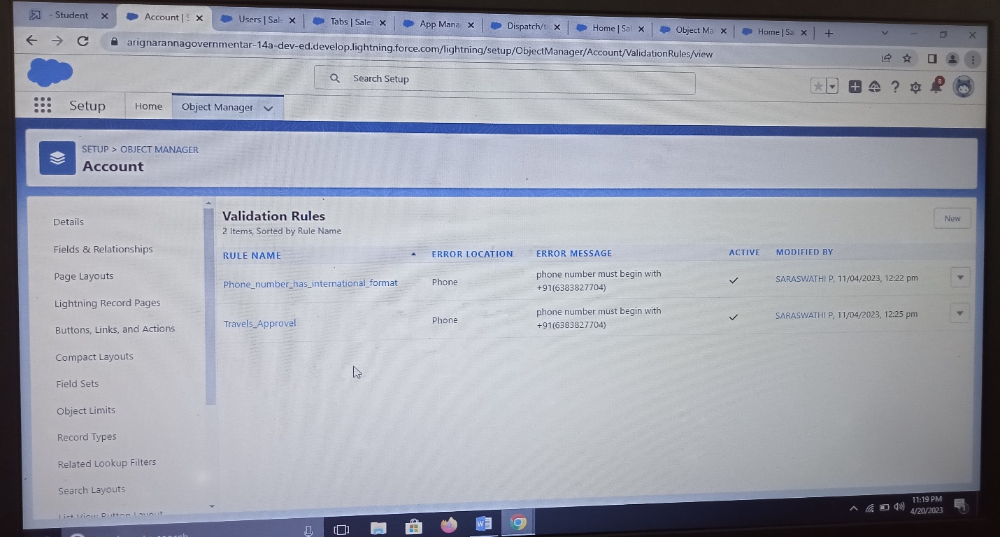 - Student
Account | S
Users | Sale
Tabs | Sale
App Mana
Dispatch/t
Home | Sal
Object Ma
Home | Sa
arignarannagovernmentar-14a-dev-ed.develop.lightning.force.com/lightning/setup/ObjectManager/Account/ValidationRules/view
Search Setup
8
Setup
Home
Object Manager
SETUP > OBJECT MANAGER
Account
Details
Fields & Relationships
Page Layouts
Lightning Record Pages
Buttons, Links, and Actions
Compact Layouts
Field Sets
Object Limits
Record Types
Related Lookup Filters
Search Layouts
List View Button Layout
Validation Rules
2 Items, Sorted by Rule Name
New
RULE NAME ERROR LOCATION ERROR MESSAGE ACTIVE MODIFIED BY
Phone_number_has_international_format Phone phone number must begin with
+91(6383827704) SARASWATHI P, 11/04/2023, 12:22 pm
Travels_Approvel Phone phone number must begin with
+91(6383827704) SARASWATHI P, 11/04/2023, 12:25 pm
11:19 PM
4/20/2023
1